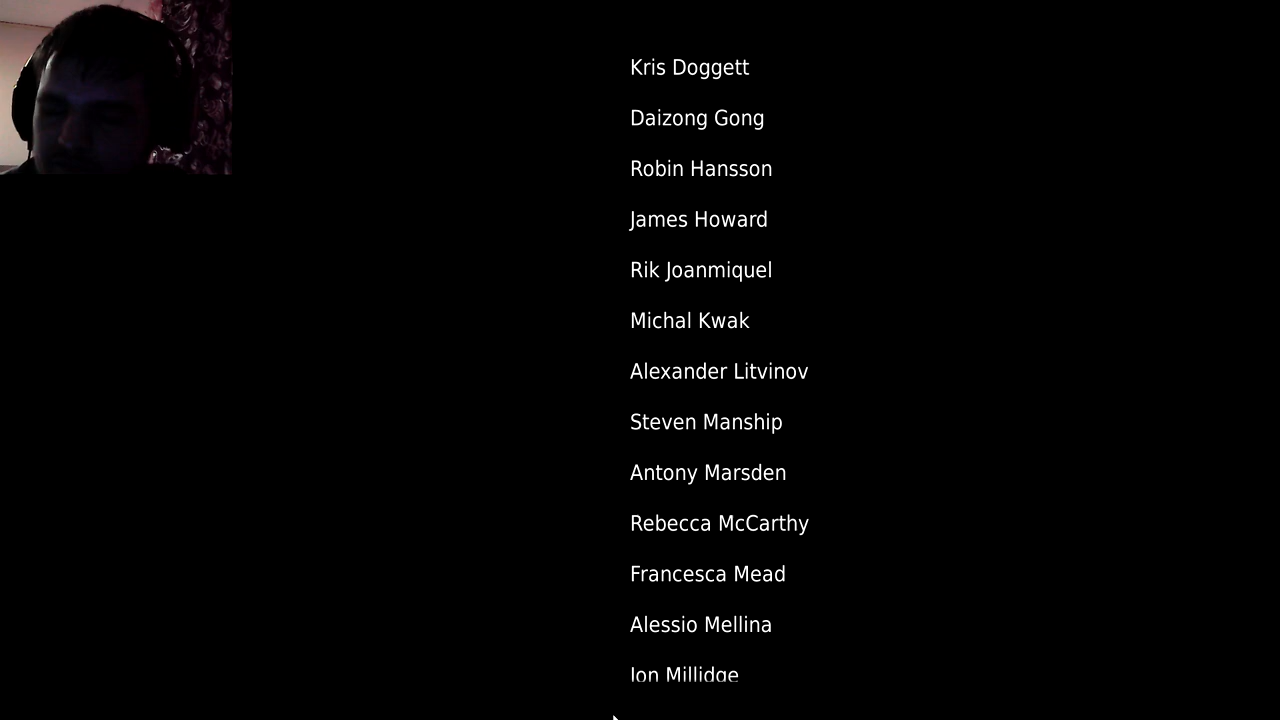 Kris Doggett
Daizong Gong
Robin Hansson
James Howard
Rik Joanmiquel
Michal Kwak
Alexander Litvinov
Steven Manship
Antony Marsden
Rebecca McCarthy
Francesca Mead
Alessio Mellina
Jon Millidge